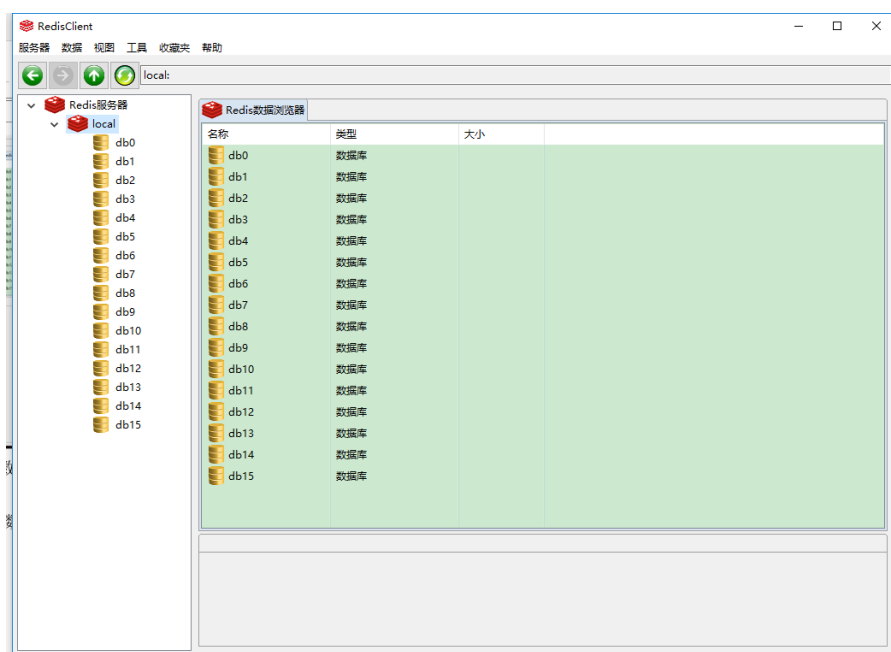 RedisClient
服务器 数据 视图 工具 收藏夹 帮助
local:
Redis服务器
local
db0
db1
db2
db3
db4
db5
db6
db7
db8
db9
db10
db11
db12
db13
db14
db15
Redis数据浏览器
名称 类型 大小
db0 数据库
db1 数据库
db2 数据库
db3 数据库
db4 数据库
db5 数据库
db6 数据库
db7 数据库
db8 数据库
db9 数据库
db10 数据库
db11 数据库
db12 数据库
db13 数据库
db14 数据库
db15 数据库